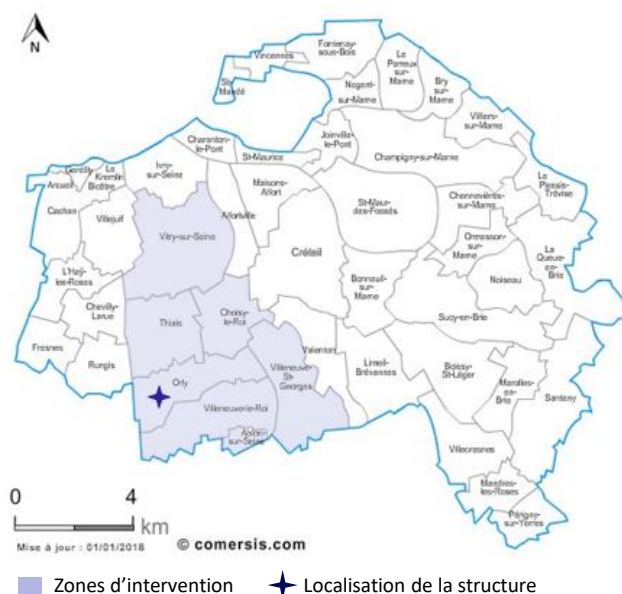 N
Fontenay-
sous-Bois
Vincennes
St-
Mandé
Nogent-
sur-Marne
Le
Perreux
sur-
Marne
Bry
sur-
Marne
Villiers-
sur-Marne
Charenton-
le-Pont
St-Maurice
Joinville-
le-Pont
Champigny-sur-Marne
Le
Plessis-
Trévise
Gentilly
Le
Kremlin
Bicêtre
Arcueil
Ivry-
sur-Seine
Cachan
Villejuif
Maisons-
Alfort
Alfortville
St-Maur-
des-Fossés
Chennevières-
sur-Marne
Vitry-sur-Seine
Créteil
Ormesson-
sur-
Marne
La
Queue-
en-Brie
Noiseau
L'Haÿ-
les-Roses
Bonneuil-
sur-
Marne
Chevilly-
Larue
Thiais
Choisy-
le-Roi
Sucy-en-Brie
Fresnes
Rungis
Valenton
Villeneuve-
St-
Georges
Limeil-
Brévannes
Boissy-
St-Léger
Marolles-
en-
Brie
Santeny
Orly
Villeneuve-le-Roi
Ablon-
sur-Seine
Villecresnes
Mandres-
les-Roses
Périgny-
sur-Yerres
0 4
km
Mise à jour : 01/01/2018
© comersis.com
Zones d’intervention Localisation de la structure